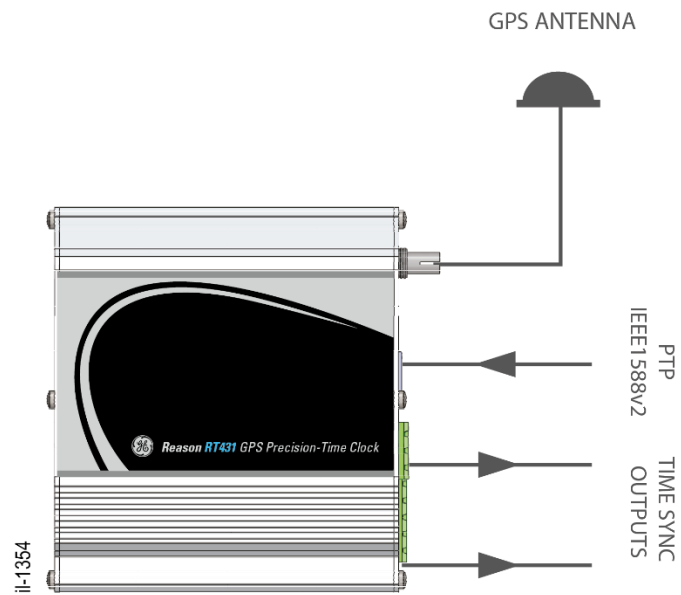 GPS ANTENNA
PTP
IEEE1588v2
Reason RT431 GPS Precision-Time Clock
TIME SYNC
OUTPUTS
il-1354